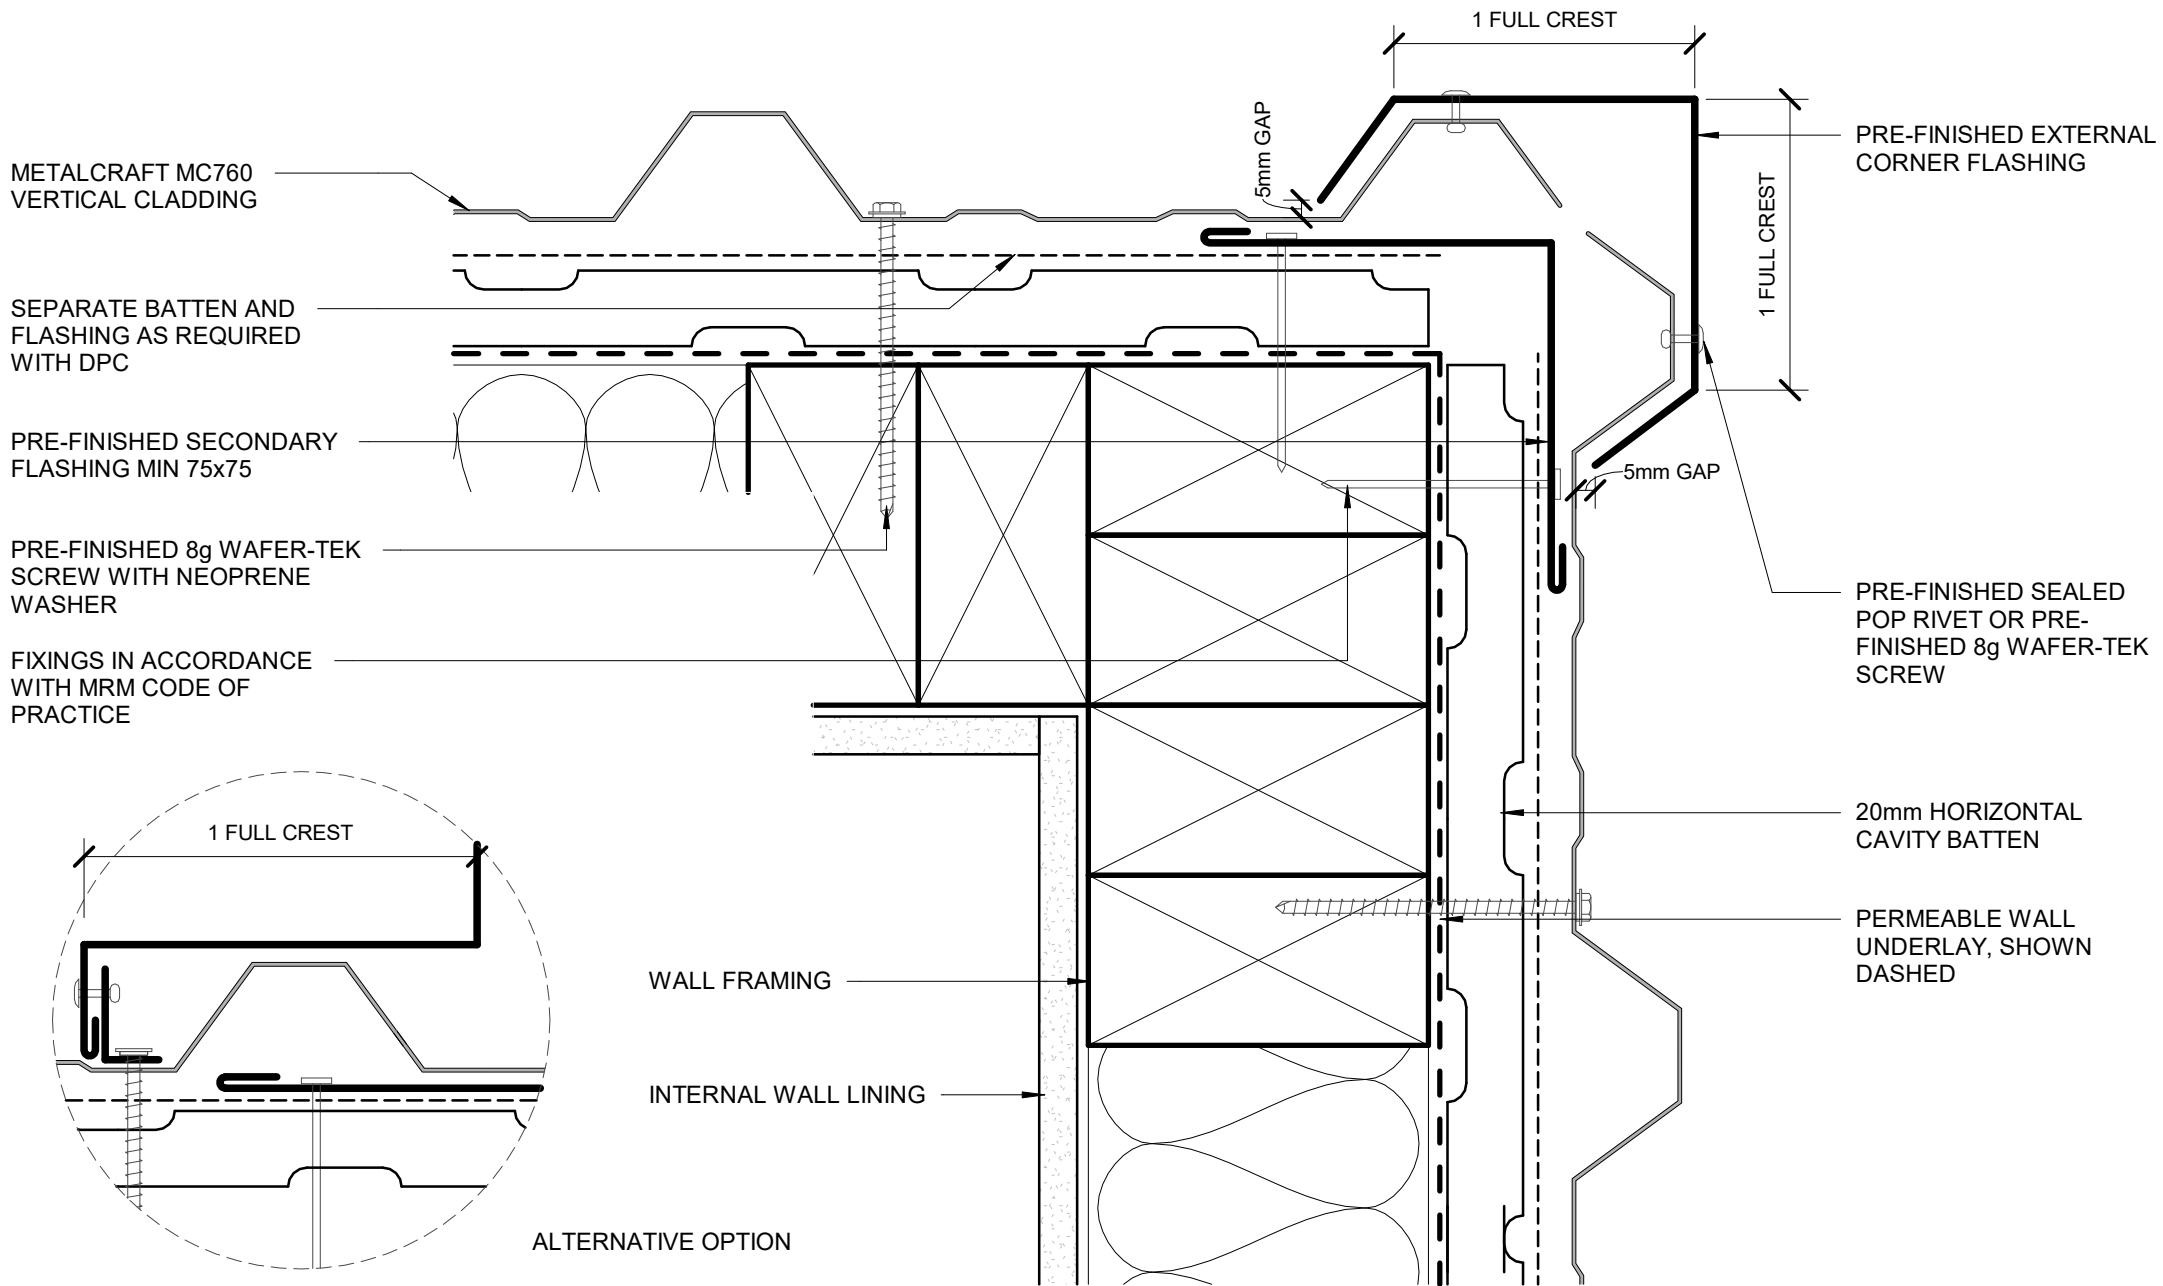 1 FULL CREST
5mm GAP
METALCRAFT MC760
VERTICAL CLADDING
PRE-FINISHED EXTERNAL
CORNER FLASHING
1 FULL CREST
SEPARATE BATTEN AND
FLASHING AS REQUIRED
WITH DPC
PRE-FINISHED SECONDARY
FLASHING MIN 75x75
5mm GAP
PRE-FINISHED 8g WAFER-TEK
SCREW WITH NEOPRENE
WASHER
PRE-FINISHED SEALED
POP RIVET OR PRE-
FINISHED 8g WAFER-TEK
SCREW
FIXINGS IN ACCORDANCE
WITH MRM CODE OF
PRACTICE
1 FULL CREST
20mm HORIZONTAL
CAVITY BATTEN
PERMEABLE WALL
UNDERLAY, SHOWN
DASHED
WALL FRAMING
INTERNAL WALL LINING
ALTERNATIVE OPTION